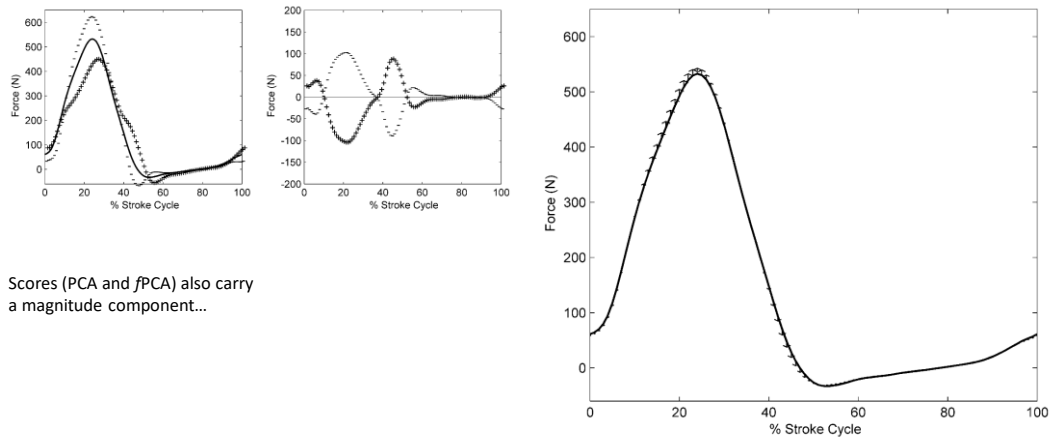 600
500
400
300
200
100
0
Force (N)
0 20 40 60 80 100
% Stroke Cycle
200
150
100
50
0
-50
-100
-150
-200
Force (N)
0 20 40 60 80 100
% Stroke Cycle
600
500
400
300
200
100
0
Force (N)
0 20 40 60 80 100
% Stroke Cycle
Scores (PCA and fPCA) also carry
a magnitude component…